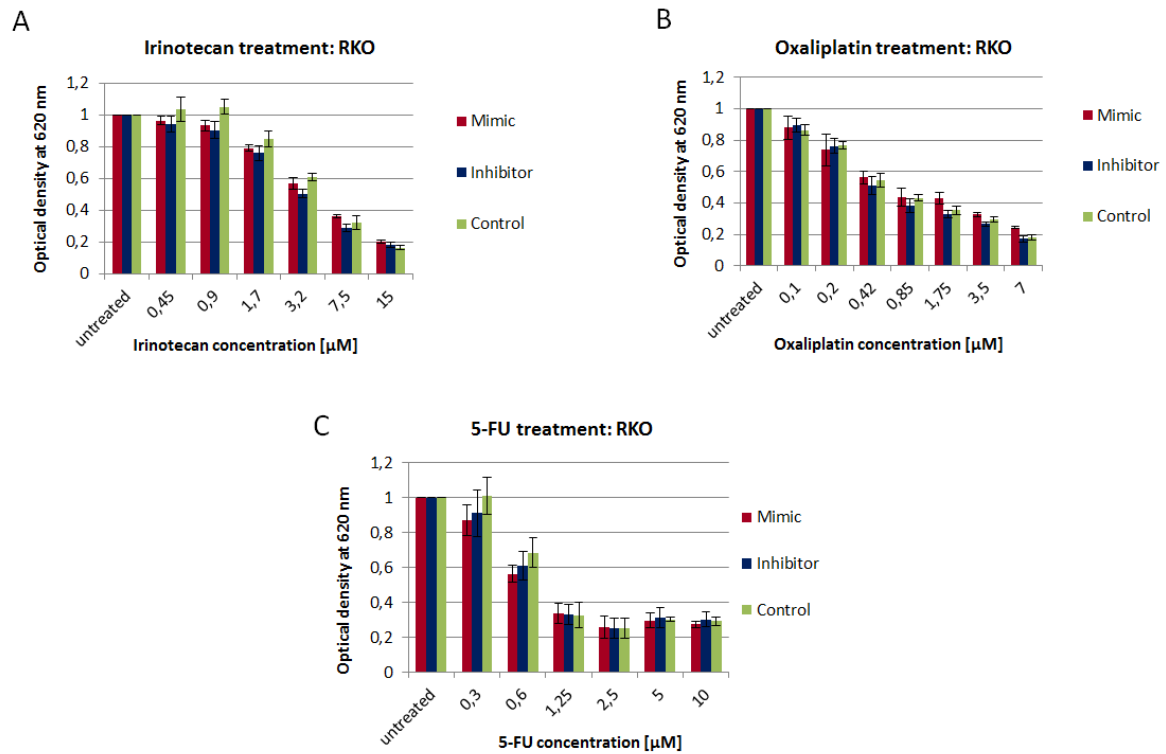 A
Irinotecan treatment: RKO
Optical density at 620 nm
1,2
1
0,8
0,6
0,4
0,2
0
untreated
0,45
0,9
1,7
3,2
7,5
15
Irinotecan concentration [µM]
Mimic
Inhibitor
Control
B
Oxaliplatin treatment: RKO
Optical density at 620 nm
1,2
1
0,8
0,6
0,4
0,2
0
untreated
0,1
0,2
0,42
0,85
1,75
3,5
7
Oxaliplatin concentration [µM]
Mimic
Inhibitor
Control
C
5-FU treatment: RKO
Optical density at 620 nm
1,2
1
0,8
0,6
0,4
0,2
0
untreated
0,3
0,6
1,25
2,5
5
10
5-FU concentration [µM]
Mimic
Inhibitor
Control